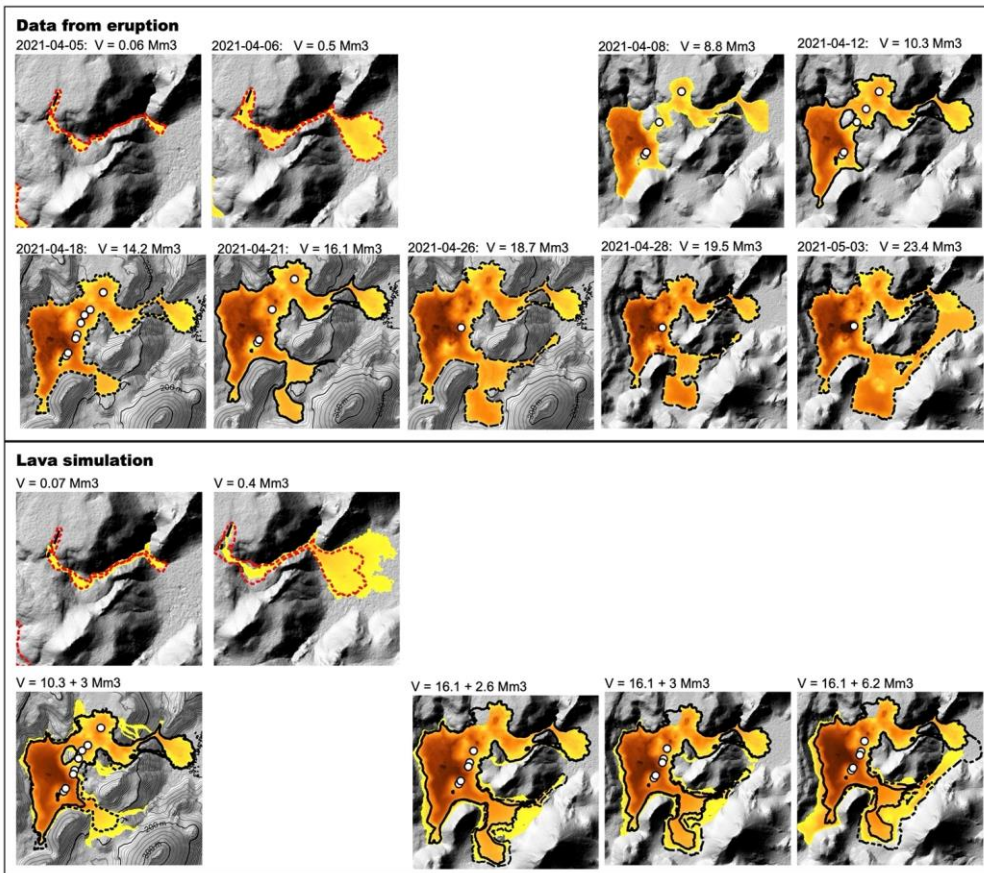 Data from eruption
2021-04-05: V = 0.06 Mm3 2021-04-06: V = 0.5 Mm3 2021-04-08: V = 8.8 Mm3 2021-04-12: V = 10.3 Mm3
2021-04-18: V = 14.2 Mm3 2021-04-21: V = 16.1 Mm3 2021-04-26: V = 18.7 Mm3 2021-04-28: V = 19.5 Mm3 2021-05-03: V = 23.4 Mm3
200 m
Lava simulation
V = 0.07 Mm3 V = 0.4 Mm3
V = 10.3 + 3 Mm3 V = 16.1 + 2.6 Mm3 V = 16.1 + 3 Mm3 V = 16.1 + 6.2 Mm3
200 m